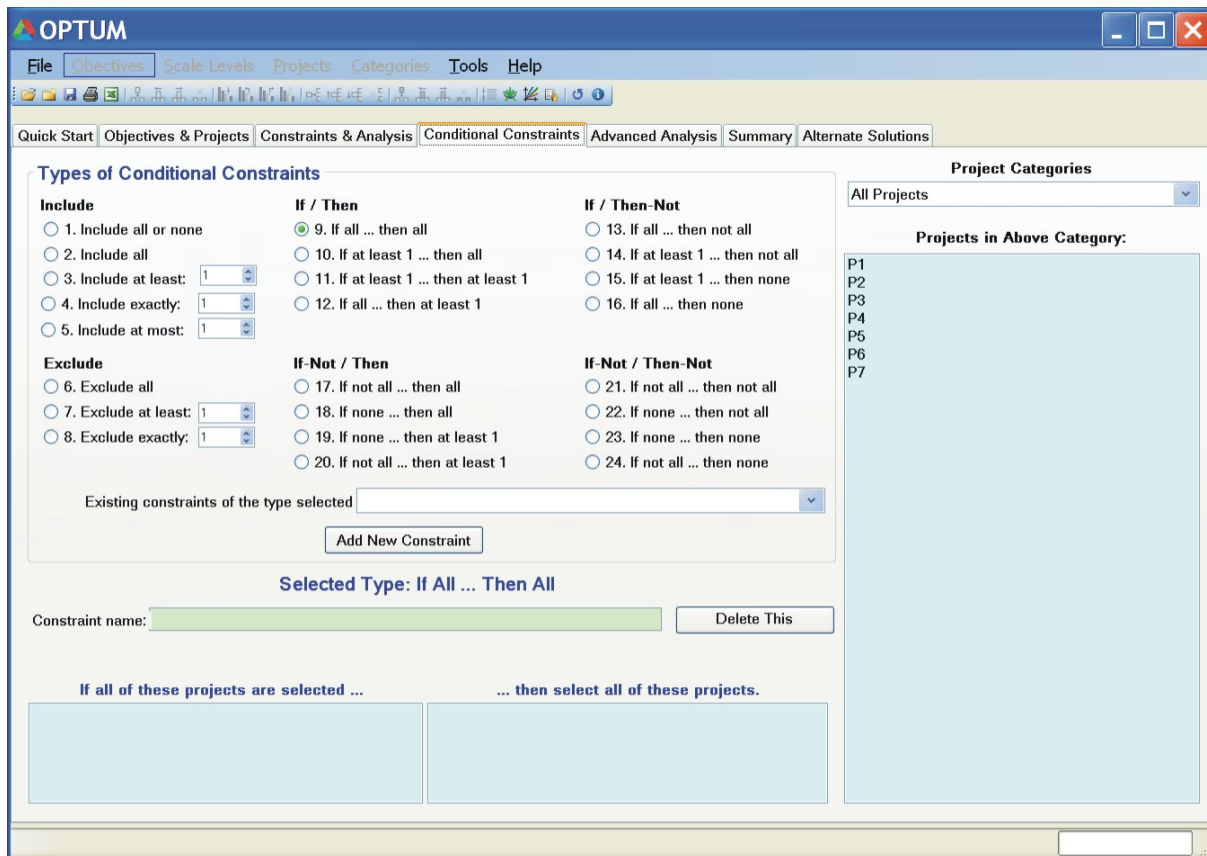 OPTUM
File Obectives Scale Levels Projects Categories Tools Help
Quick Start Objectives & Projects Constraints & Analysis Conditional Constraints Advanced Analysis Summary Alternate Solutions
Types of Conditional Constraints
Include
1. Include all or none
2. Include all
3. Include at least: 1
4. Include exactly: 1
5. Include at most: 1
If / Then
9. If all ... then all
10. If at least 1 ... then all
11. If at least 1 ... then at least 1
12. If all ... then at least 1
If / Then-Not
13. If all ... then not all
14. If at least 1 ... then not all
15. If at least 1 ... then none
16. If all ... then none
Exclude
6. Exclude all
7. Exclude at least: 1
8. Exclude exactly: 1
If-Not / Then
17. If not all ... then all
18. If none ... then all
19. If none ... then at least 1
20. If not all ... then at least 1
If-Not / Then-Not
21. If not all ... then not all
22. If none ... then not all
23. If none ... then none
24. If not all ... then none
Existing constraints of the type selected
Add New Constraint
Selected Type: If All ... Then All
Constraint name:
Delete This
If all of these projects are selected ...
... then select all of these projects.
Project Categories
All Projects
Projects in Above Category:
P1
P2
P3
P4
P5
P6
P7